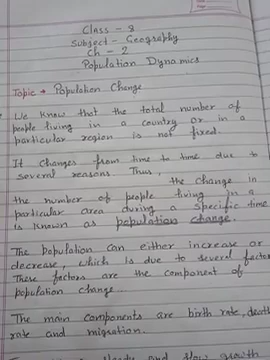 Class - 8
Subject - Geography
Ch - 2
Population Dynamics
Topic → Population Change
We know that the total number of
people living in a country or in a
particular region is not fixed.
It changes from time to time due to
several reasons. Thus,
the change in
the number of people living in a
particular area during a specific time
is known as population change.
The population can either increase or
decrease, which is due to several factor
These factors are the component of
population change.
The main components are birth rate, death
rate and migration.
and slow growth